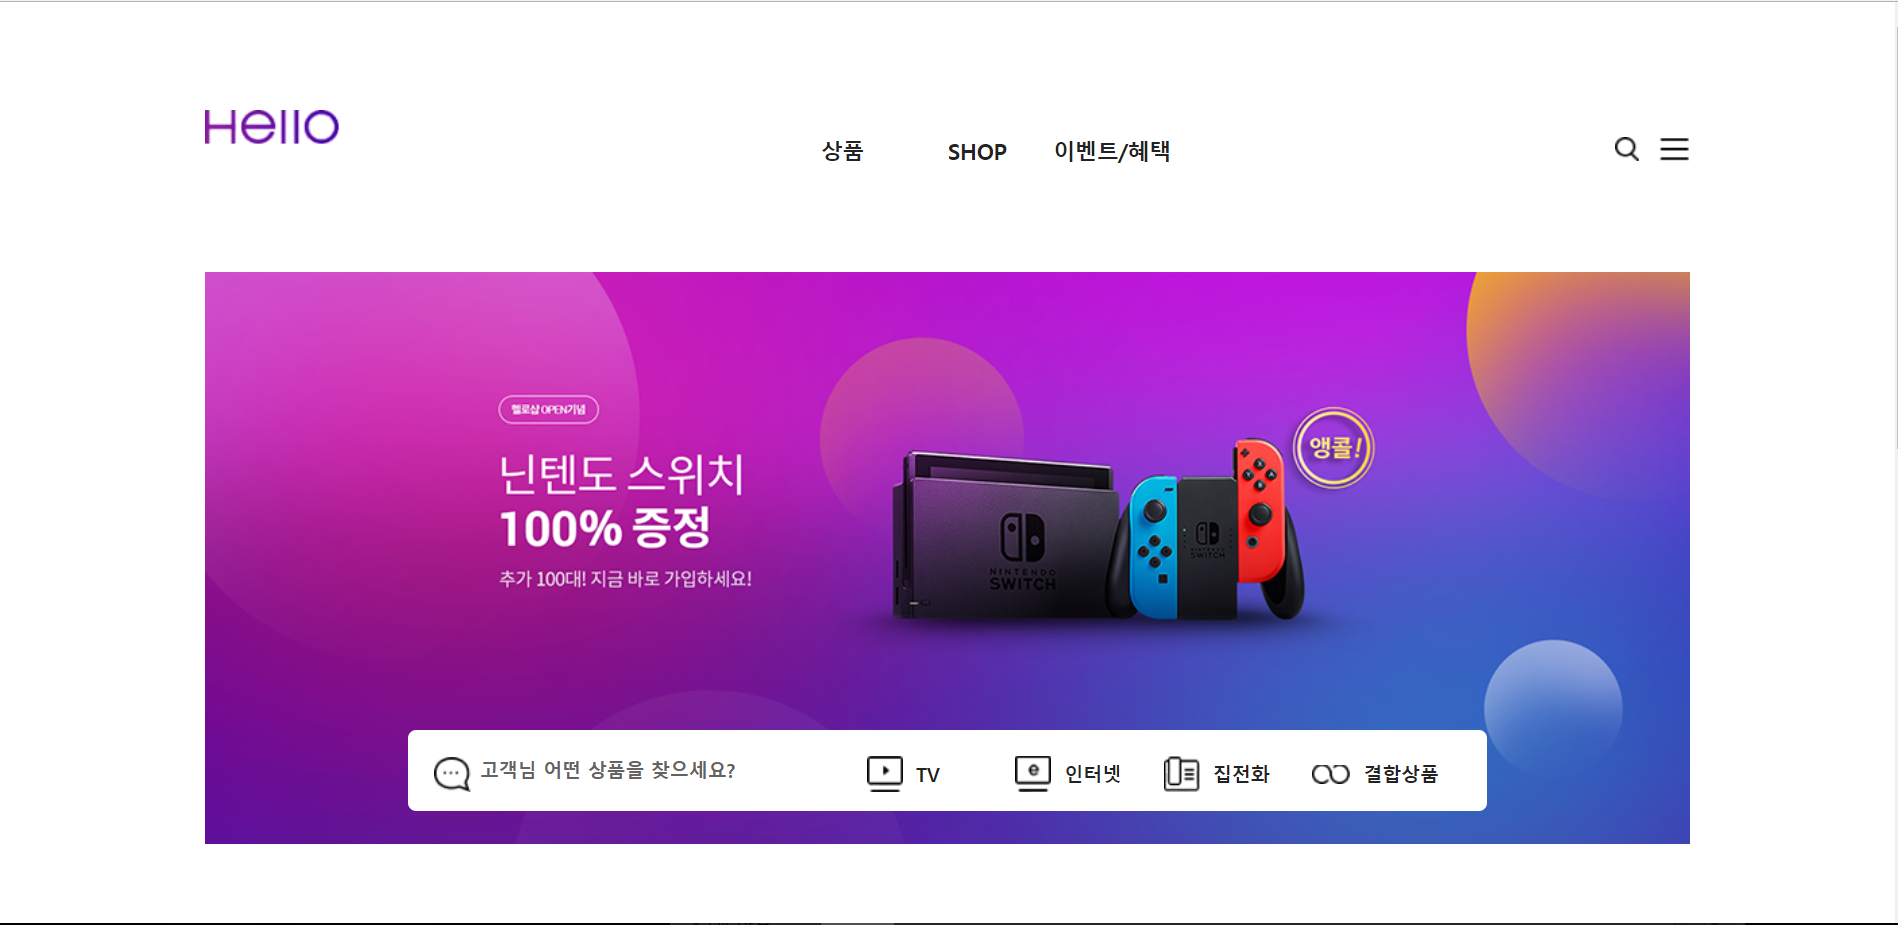 Hello
상품 SHOP 이벤트/혜택
헬로샵 OPEN기념
닌텐도 스위치
100% 증정
추가 100대! 지금 바로 가입하세요!
앵콜!
NINTENDO
SWITCH
NINTENDO
SWITCH
고객님 어떤 상품을 찾으세요? TV 인터넷 집전화 결합상품